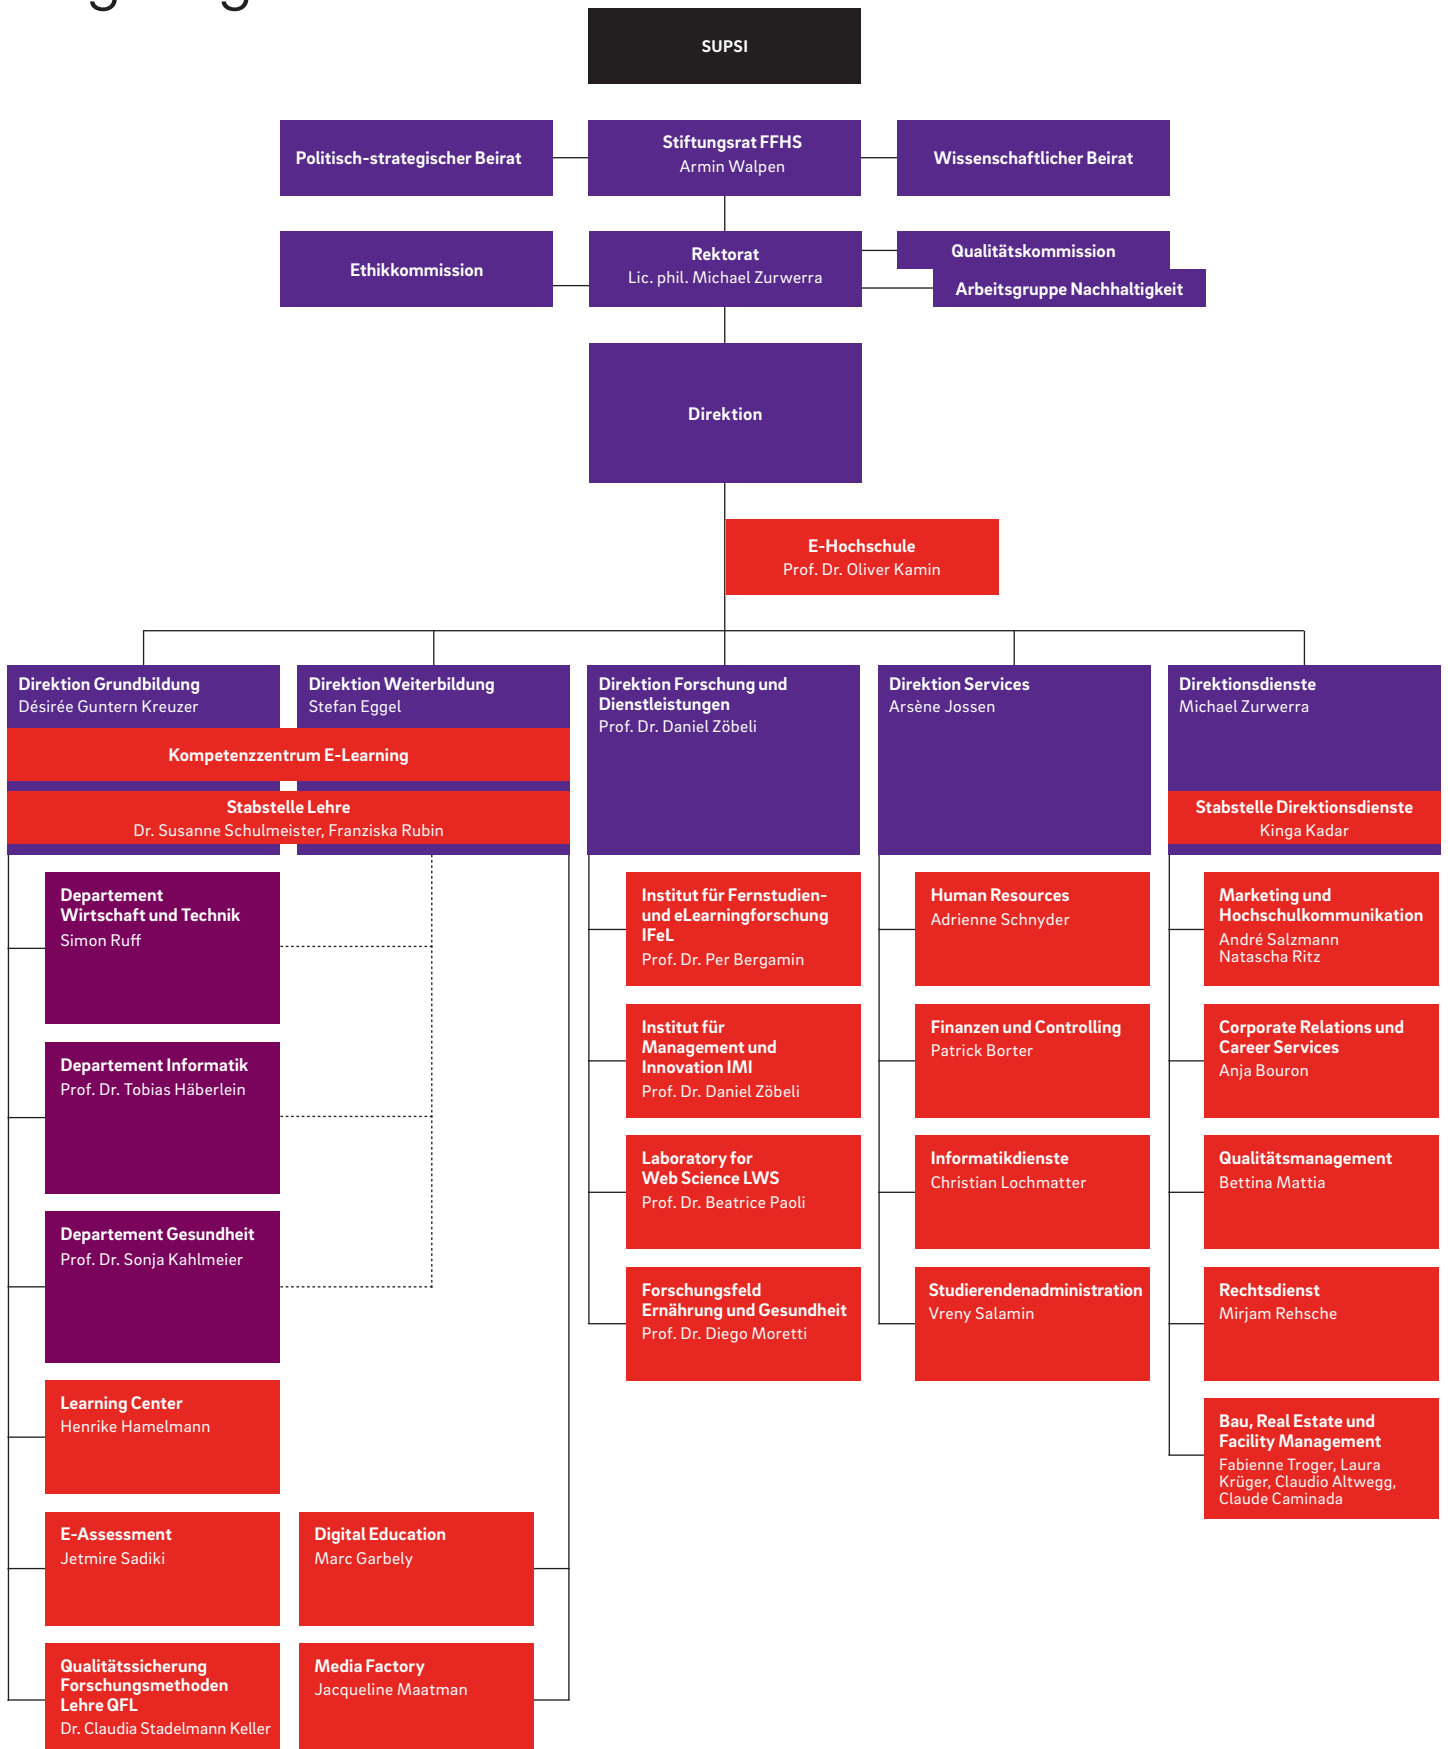 SUPSI
Politisch-strategischer Beirat
Stiftungsrat FFHS
Armin Walpen
Wissenschaftlicher Beirat
Ethikkommission
Rektorat
Lic. phil. Michael Zurwerra
Qualitätskommission
Arbeitsgruppe Nachhaltigkeit
Direktion
E-Hochschule
Prof. Dr. Oliver Kamin
Direktion Grundbildung
Désirée Guntern Kreuzer
Direktion Weiterbildung
Stefan Eggel
Kompetenzzentrum E-Learning
Stabstelle Lehre
Dr. Susanne Schulmeister, Franziska Rubin
Direktion Forschung und
Dienstleistungen
Prof. Dr. Daniel Zöbeli
Direktion Services
Arsène Jossen
Direktionsdienste
Michael Zurwerra
Stabstelle Direktionsdienste
Kinga Kadar
Departement
Wirtschaft und Technik
Simon Ruff
Departement Informatik
Prof. Dr. Tobias Häberlein
Departement Gesundheit
Prof. Dr. Sonja Kahlmeier
Learning Center
Henrike Hamelmann
E-Assessment
Jetmire Sadiki
Qualitätssicherung
Forschungsmethoden
Lehre QFL
Dr. Claudia Stadelmann Keller
Digital Education
Marc Garbely
Media Factory
Jacqueline Maatman
Institut für Fernstudien-
und eLearningforschung
IFeL
Prof. Dr. Per Bergamin
Institut für
Management und
Innovation IMI
Prof. Dr. Daniel Zöbeli
Laboratory for
Web Science LWS
Prof. Dr. Beatrice Paoli
Forschungsfeld
Ernährung und Gesundheit
Prof. Dr. Diego Moretti
Human Resources
Adrienne Schnyder
Finanzen und Controlling
Patrick Borter
Informatikdienste
Christian Lochmatter
Studierendenadministration
Vreny Salamin
Marketing und
Hochschulkommunikation
André Salzmann
Natascha Ritz
Corporate Relations und
Career Services
Anja Bouron
Qualitätsmanagement
Bettina Mattia
Rechtsdienst
Mirjam Rehsche
Bau, Real Estate und
Facility Management
Fabienne Troger, Laura
Krüger, Claudio Altwegg,
Claude Caminada